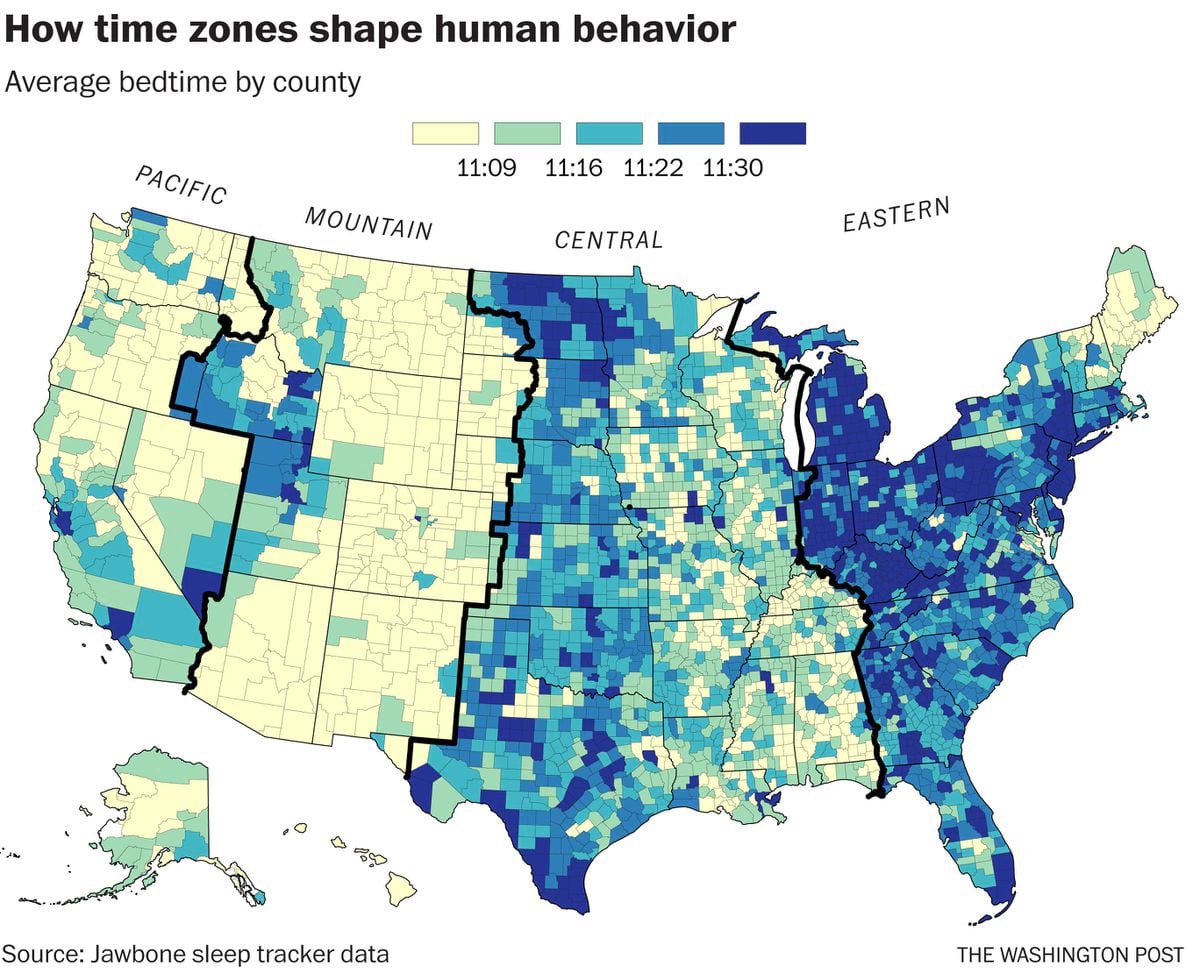 How time zones shape human behavior
Average bedtime by county
11:09 11:16 11:22 11:30
PACIFIC
MOUNTAIN
CENTRAL
EASTERN
Source: Jawbone sleep tracker data
THE WASHINGTON POST